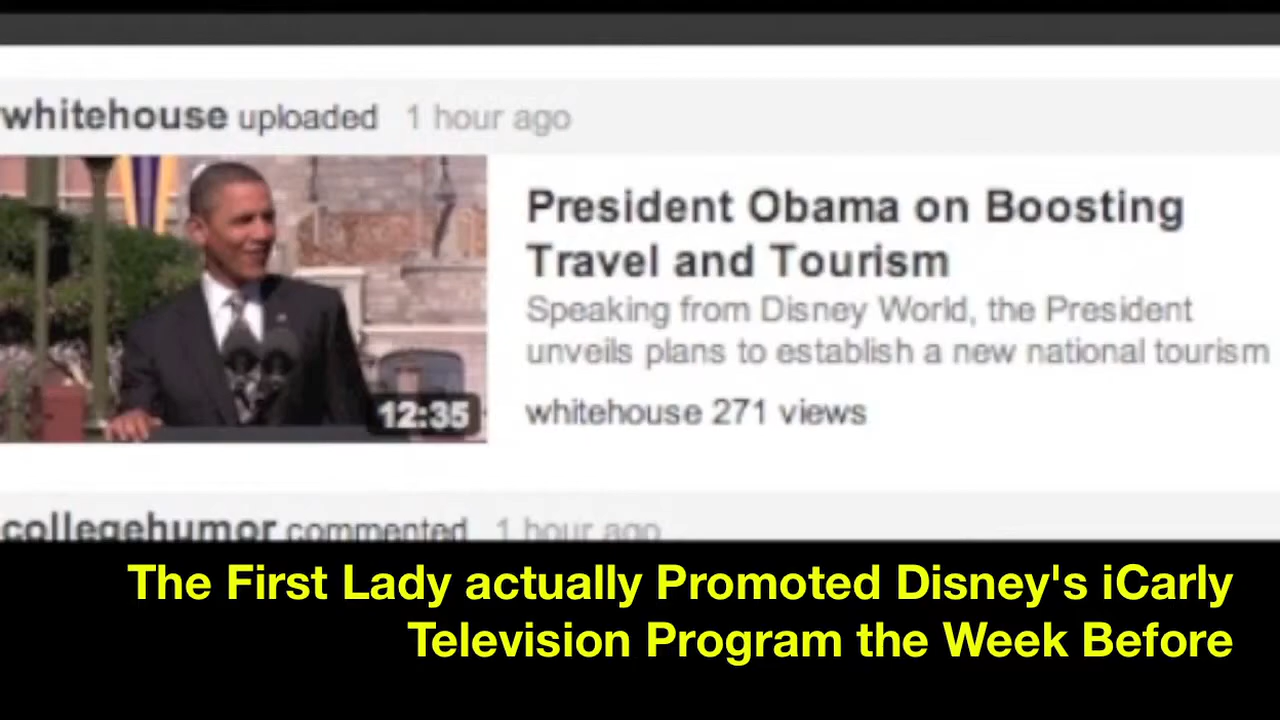 whitehouse uploaded 1 hour ago
President Obama on Boosting
Travel and Tourism
Speaking from Disney World, the President
unveils plans to establish a new national tourism
whitehouse 271 views
12:35
collegehumor commented 1 hour ago
The First Lady actually Promoted Disney's iCarly
Television Program the Week Before